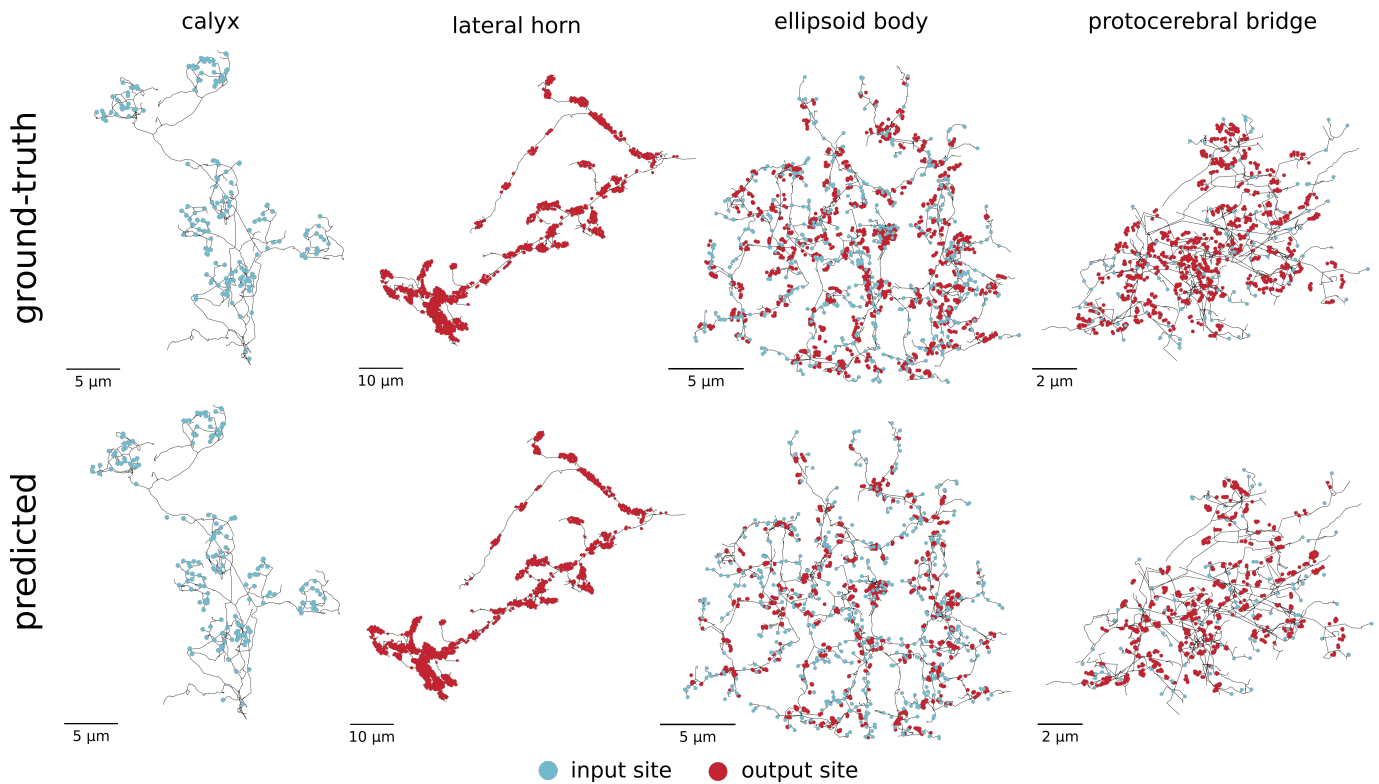 calyx
lateral horn
ellipsoid body
protocerebral bridge
ground-truth
5 μm
10 μm
5 μm
2 μm
predicted
5 μm
10 μm
5 μm
2 μm
input site
output site